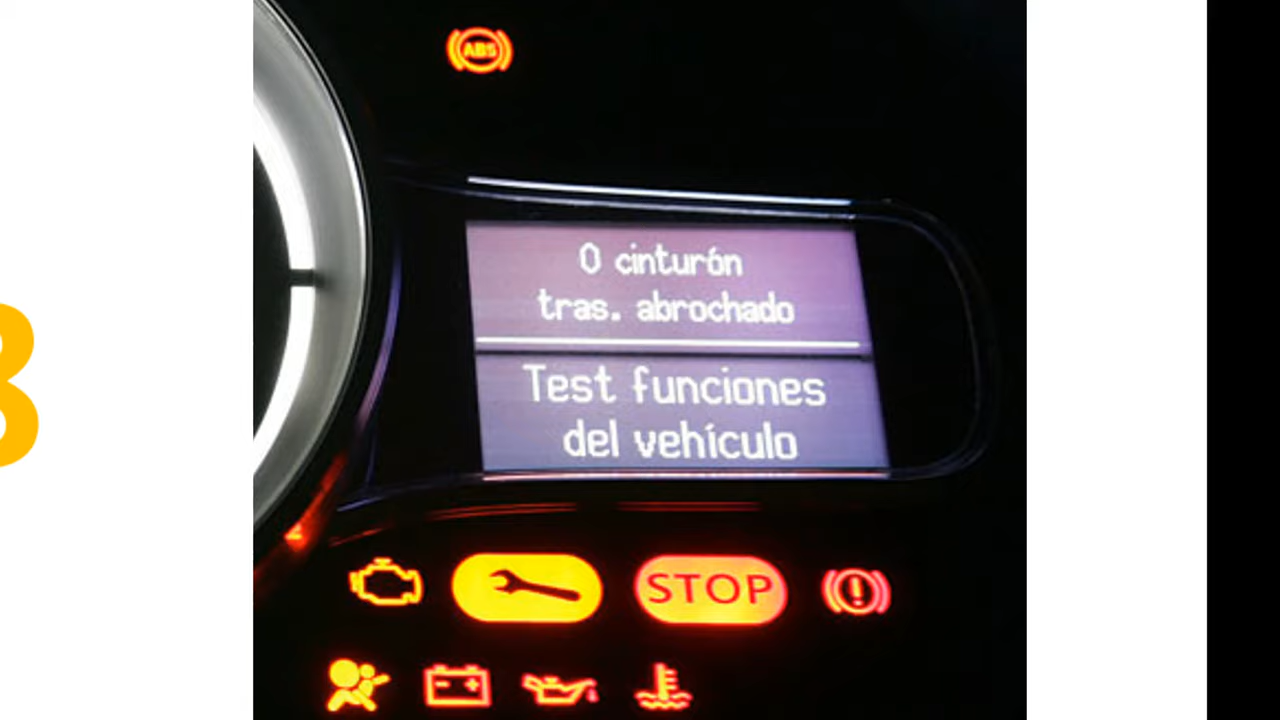 ABS
0 cinturón
tras. abrochado
Test funciones
del vehículo
STOP